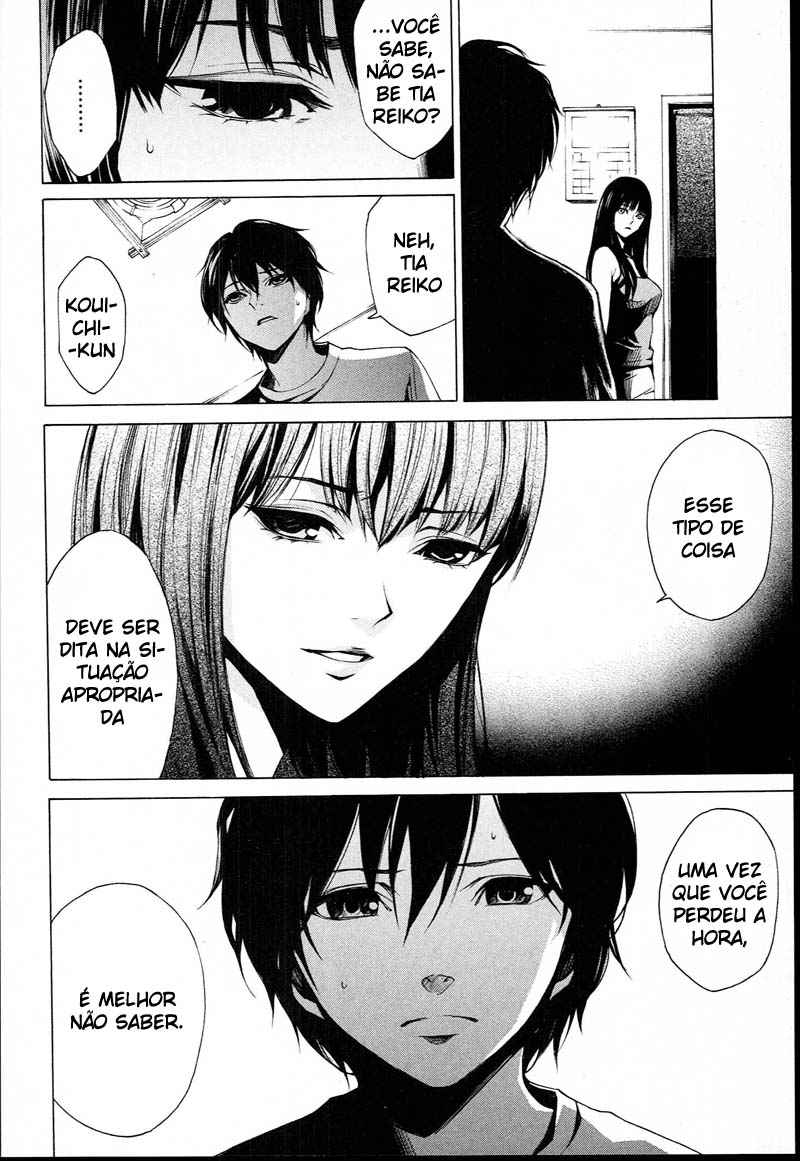 ...VOCÊ
SABE,
NÃO SA-
BE TIA
REIKO?
.........
NEH,
TIA
REIKO
KOUI-
CHI-
-KUN
ESSE
TIPO DE
COISA
DEVE SER
DITA NA SI-
TUAÇÃO
APROPRIA-
DA
UMA VEZ
QUE VOCÊ
PERDEU A
HORA,
É MELHOR
NÃO SABER.